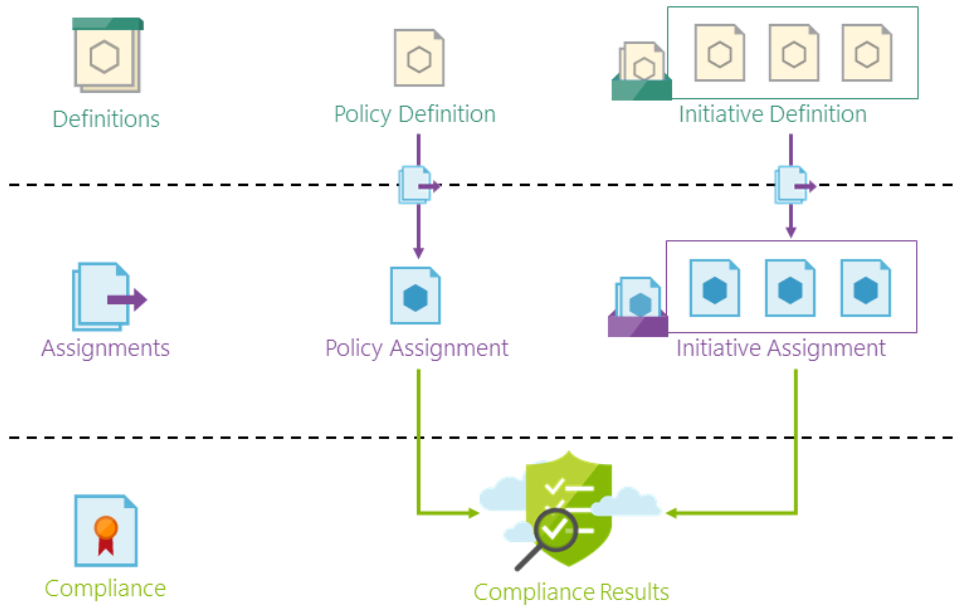 Definitions
Policy Definition
Initiative Definition
Assignments
Policy Assignment
Initiative Assignment
Compliance
Compliance Results